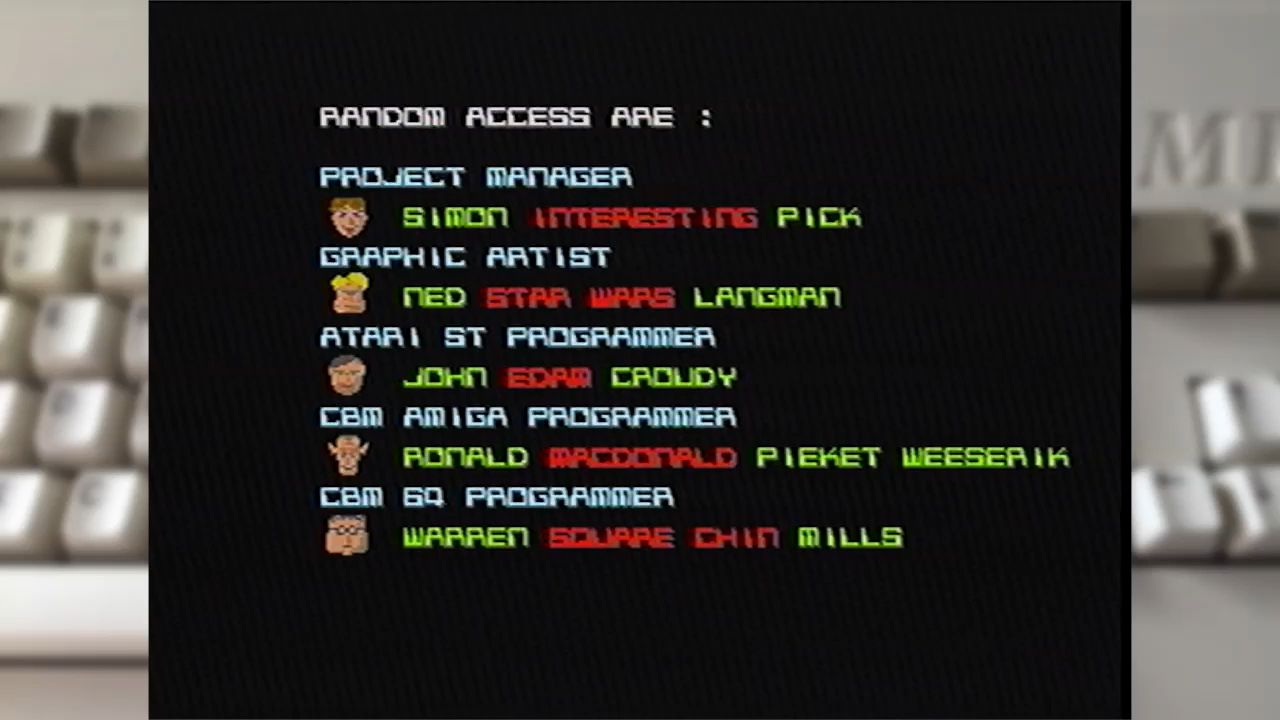 RANDOM ACCESS ARE :
PROJECT MANAGER
SIMON INTERESTING PICK
GRAPHIC ARTIST
NED STAR WARS LANGMAN
ATARI ST PROGRAMMER
JOHN EDAM CROUDY
CBM AMIGA PROGRAMMER
RONALD MACDONALD PIEKET WEESERIK
CBM 64 PROGRAMMER
WARREN SQUARE CHIN MILLS